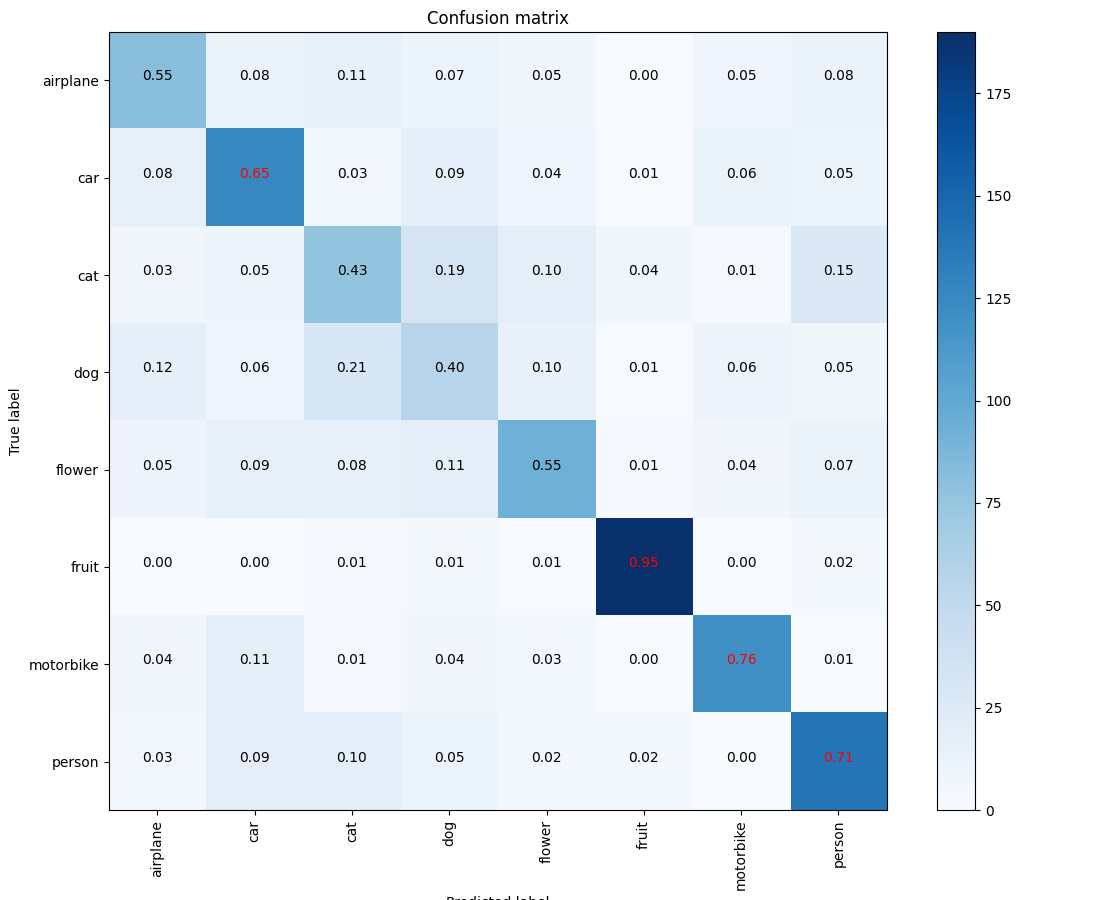 Confusion matrix
airplane 0.55 0.08 0.11 0.07 0.05 0.00 0.05 0.08
car 0.08 0.65 0.03 0.09 0.04 0.01 0.06 0.05
cat 0.03 0.05 0.43 0.19 0.10 0.04 0.01 0.15
dog 0.12 0.06 0.21 0.40 0.10 0.01 0.06 0.05
flower 0.05 0.09 0.08 0.11 0.55 0.01 0.04 0.07
fruit 0.00 0.00 0.01 0.01 0.01 0.95 0.00 0.02
motorbike 0.04 0.11 0.01 0.04 0.03 0.00 0.76 0.01
person 0.03 0.09 0.10 0.05 0.02 0.02 0.00 0.71
True label
airplane car cat dog flower fruit motorbike person
Predicted label
175
150
125
100
75
50
25
0